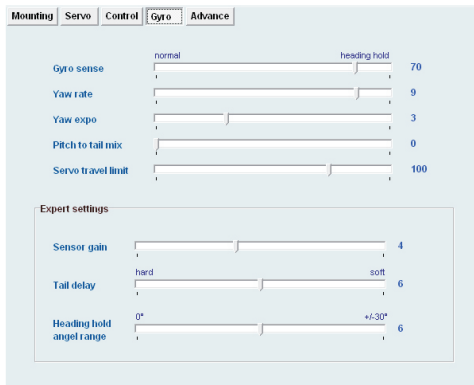 Mounting Servo Control Gyro Advance
normal heading hold
Gyro sense 70
Yaw rate 9
Yaw expo 3
Pitch to tail mix 0
Servo travel limit 100
Expert settings
Sensor gain 4
hard soft
Tail delay 6
0° +/-30°
Heading hold 6
angel range